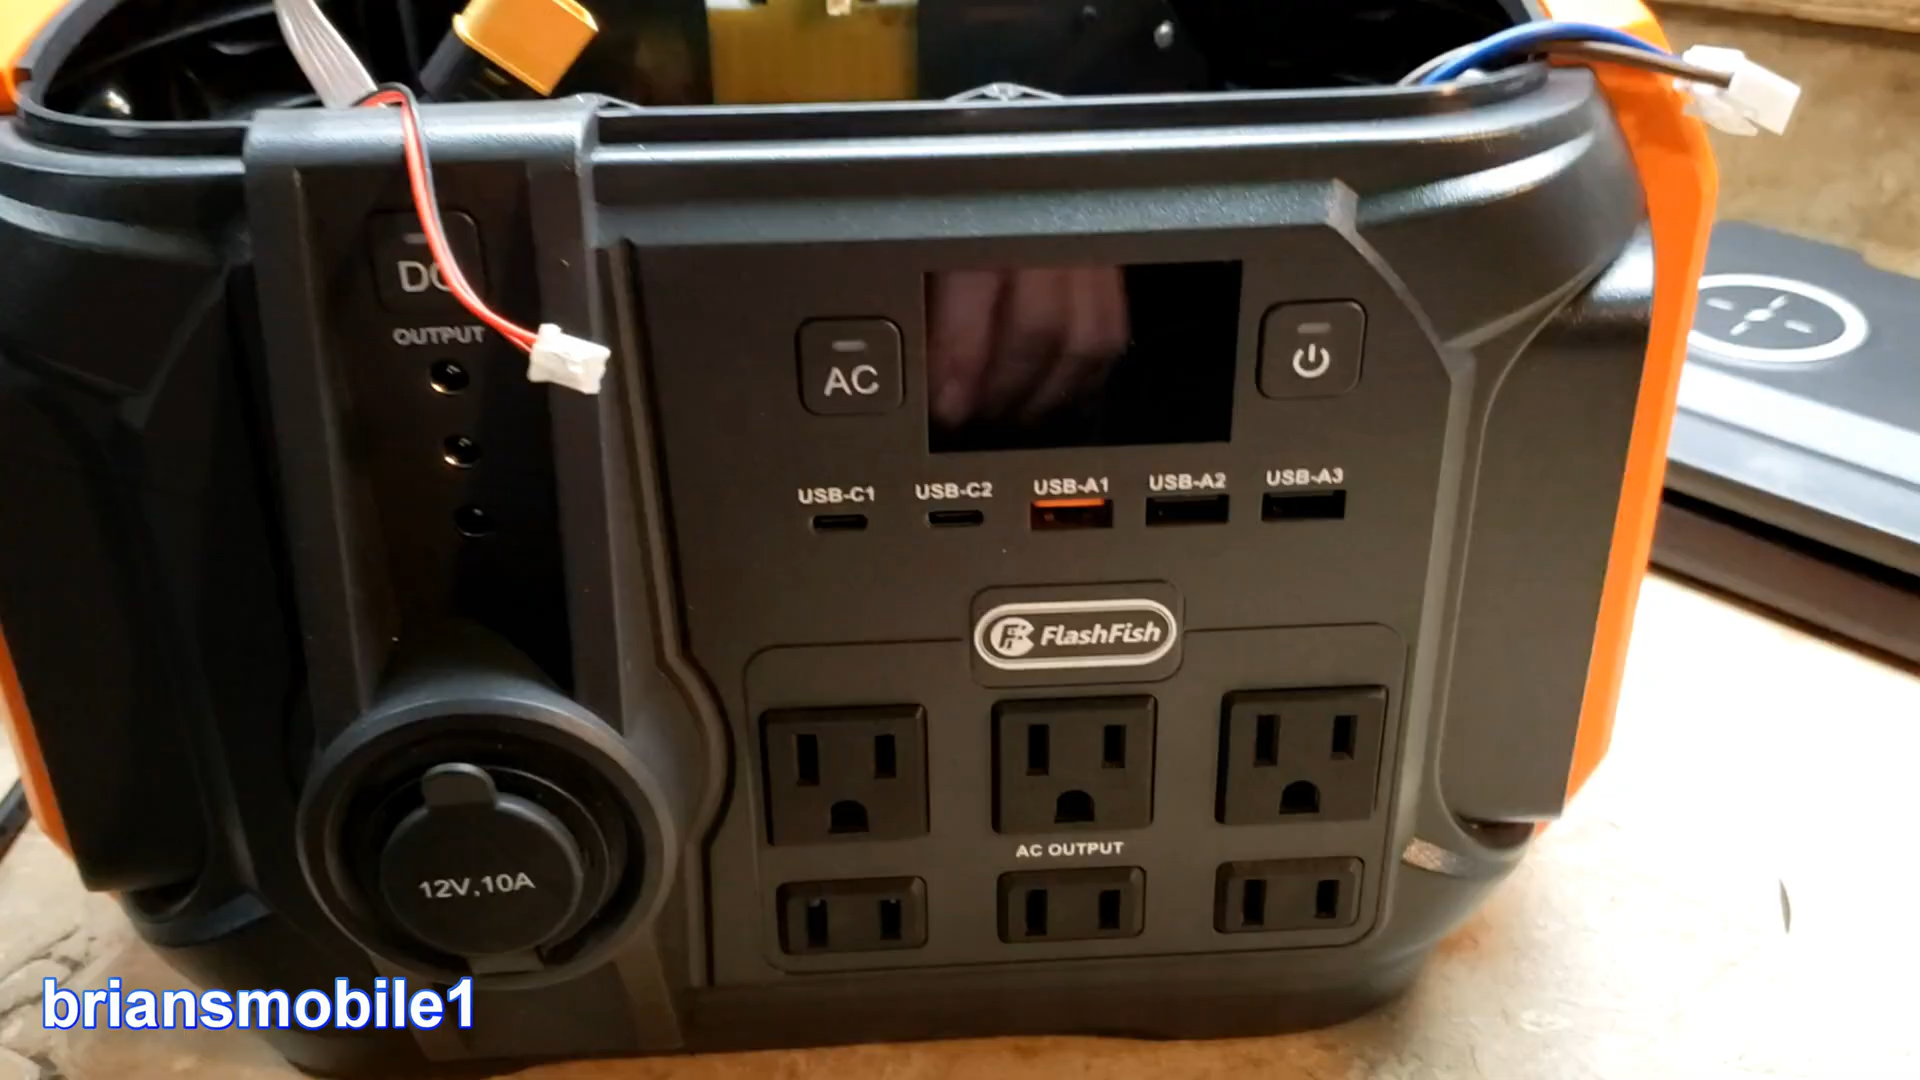 DC
OUTPUT
AC
USB-C1
USB-C2
USB-A1
USB-A2
USB-A3
FlashFish
AC OUTPUT
12V,10A
briansmobile1